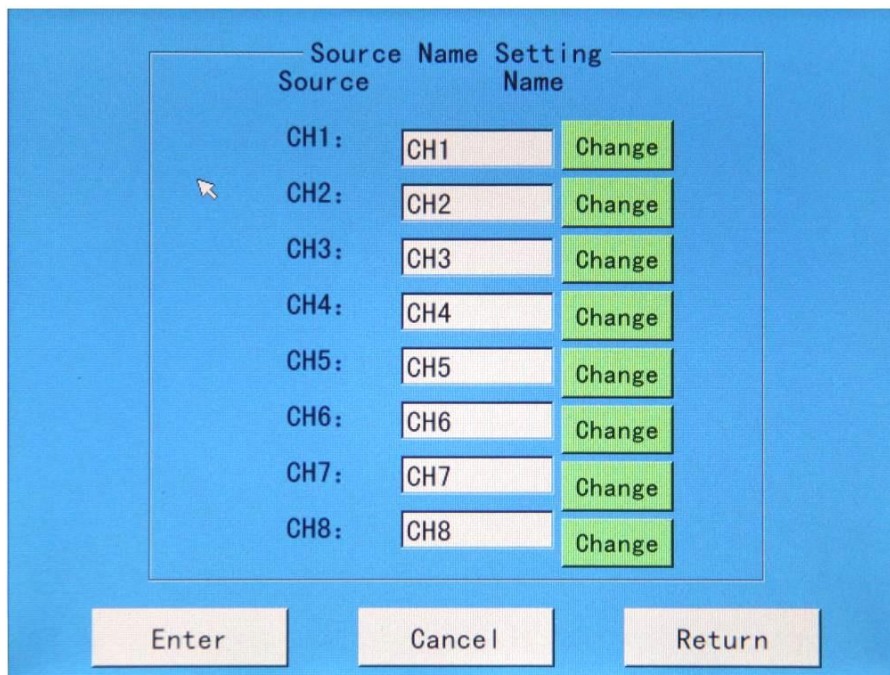 Source Name Setting
Source Name
CH1: CH1 Change
CH2: CH2 Change
CH3: CH3 Change
CH4: CH4 Change
CH5: CH5 Change
CH6: CH6 Change
CH7: CH7 Change
CH8: CH8 Change
Enter Cancel Return